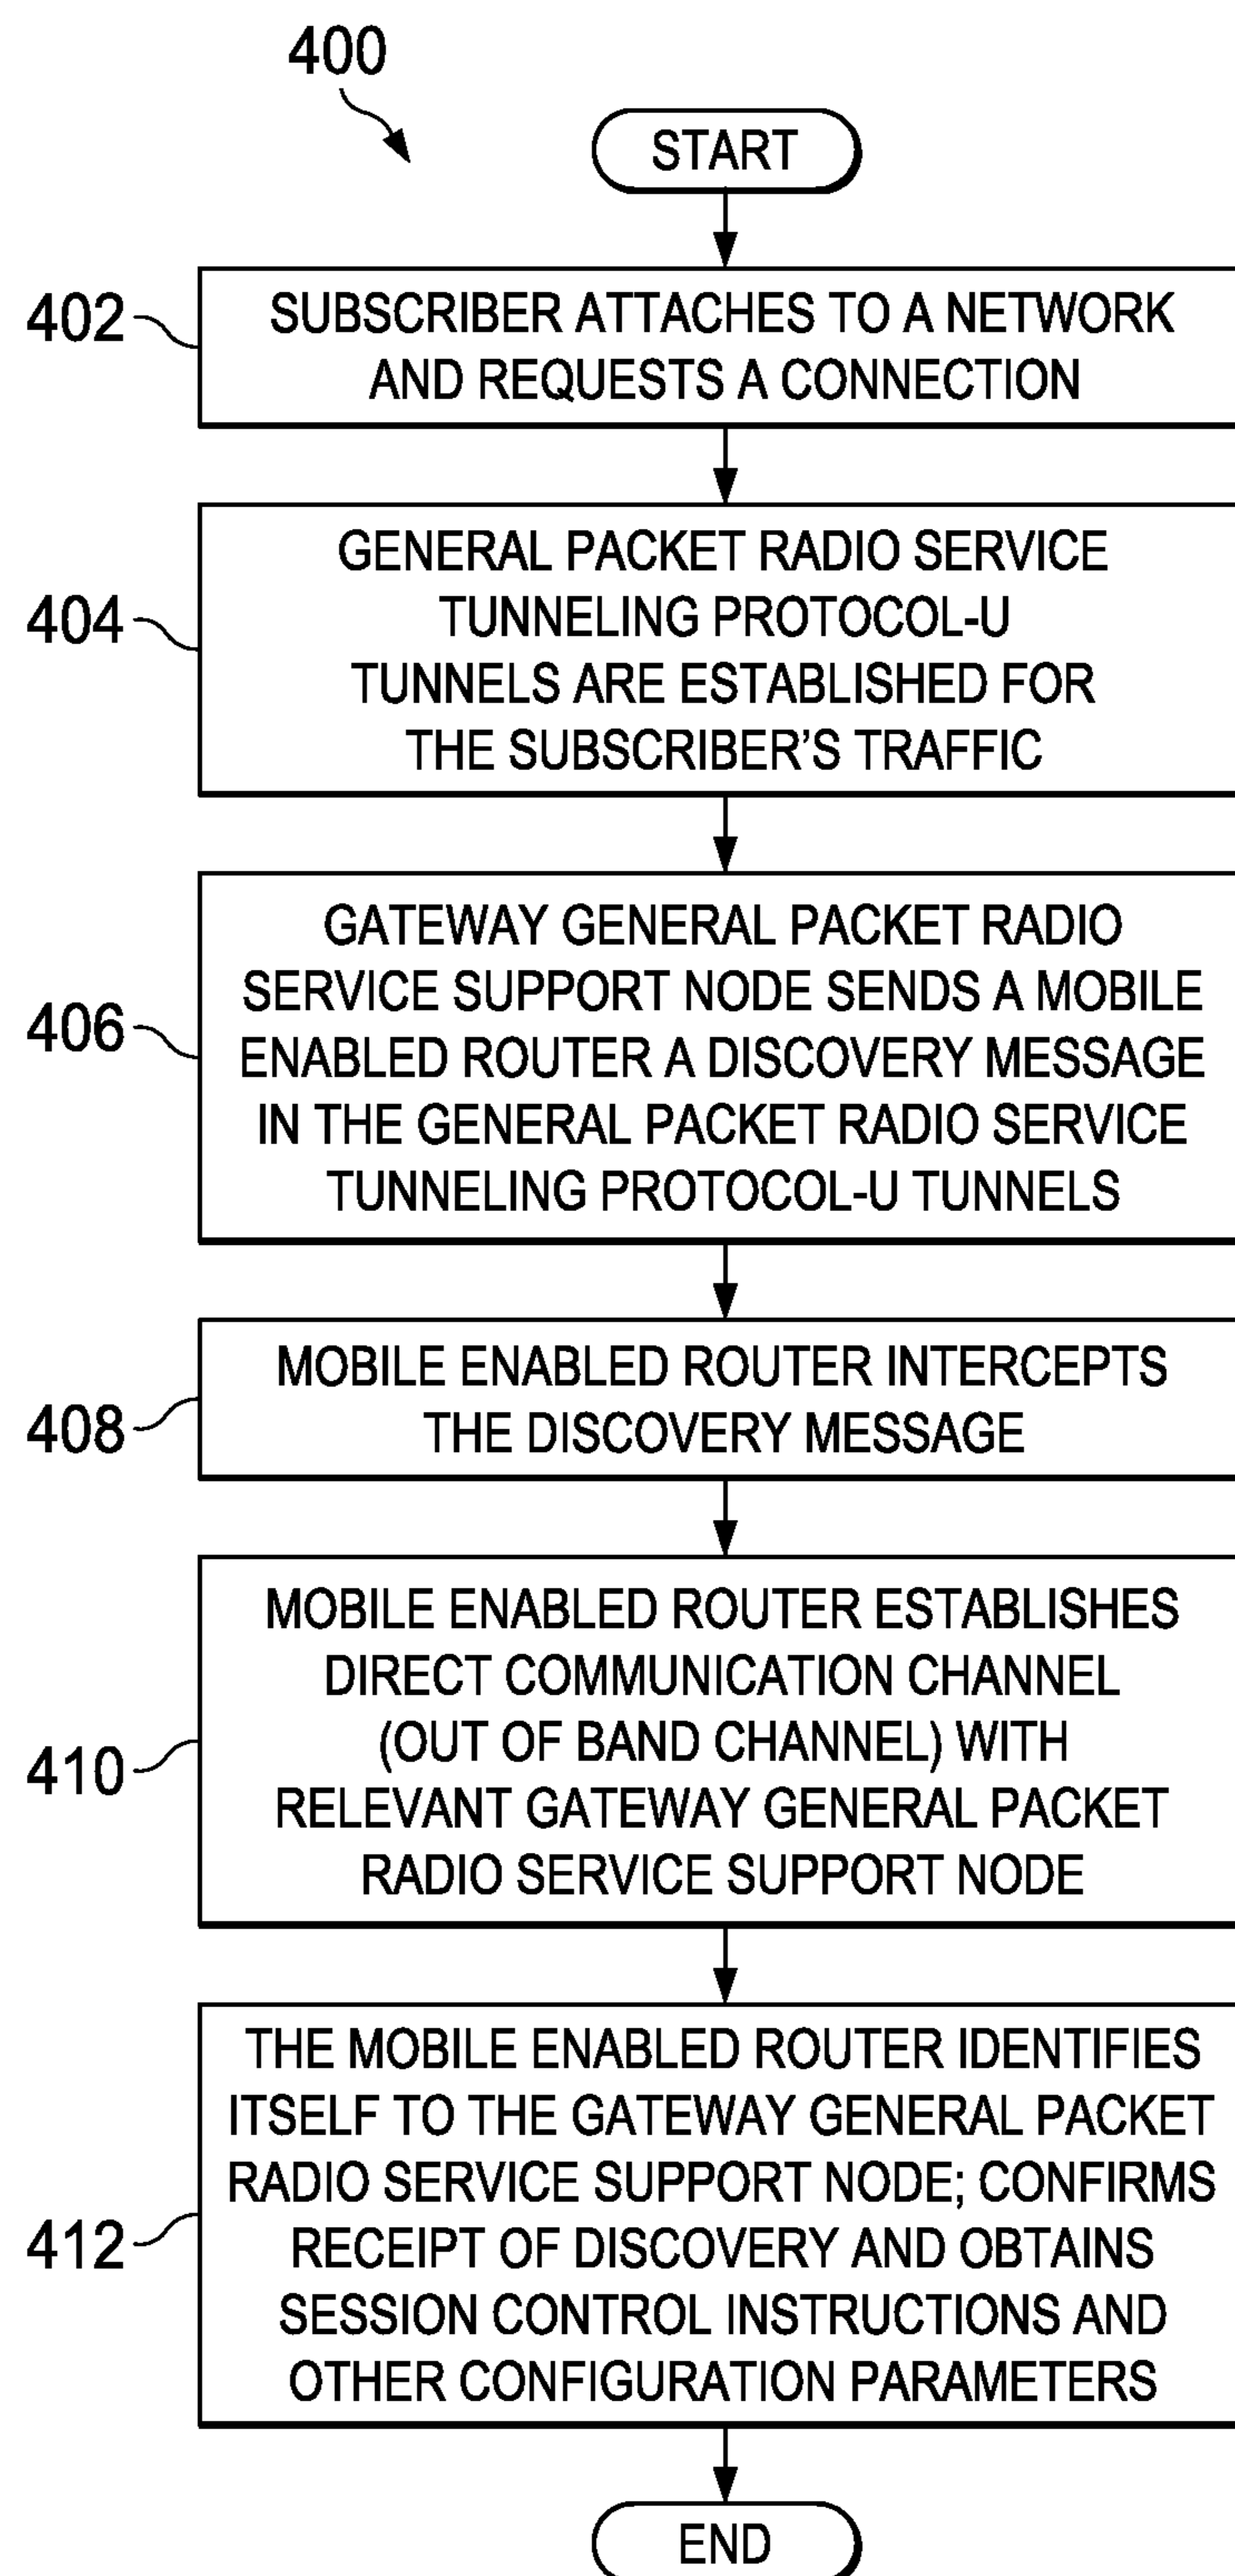 400
START
402
SUBSCRIBER ATTACHES TO A NETWORK
AND REQUESTS A CONNECTION
404
GENERAL PACKET RADIO SERVICE
TUNNELING PROTOCOL-U
TUNNELS ARE ESTABLISHED FOR
THE SUBSCRIBER'S TRAFFIC
406
GATEWAY GENERAL PACKET RADIO
SERVICE SUPPORT NODE SENDS A MOBILE
ENABLED ROUTER A DISCOVERY MESSAGE
IN THE GENERAL PACKET RADIO SERVICE
TUNNELING PROTOCOL-U TUNNELS
408
MOBILE ENABLED ROUTER INTERCEPTS
THE DISCOVERY MESSAGE
410
MOBILE ENABLED ROUTER ESTABLISHES
DIRECT COMMUNICATION CHANNEL
(OUT OF BAND CHANNEL) WITH
RELEVANT GATEWAY GENERAL PACKET
RADIO SERVICE SUPPORT NODE
412
THE MOBILE ENABLED ROUTER IDENTIFIES
ITSELF TO THE GATEWAY GENERAL PACKET
RADIO SERVICE SUPPORT NODE; CONFIRMS
RECEIPT OF DISCOVERY AND OBTAINS
SESSION CONTROL INSTRUCTIONS AND
OTHER CONFIGURATION PARAMETERS
END